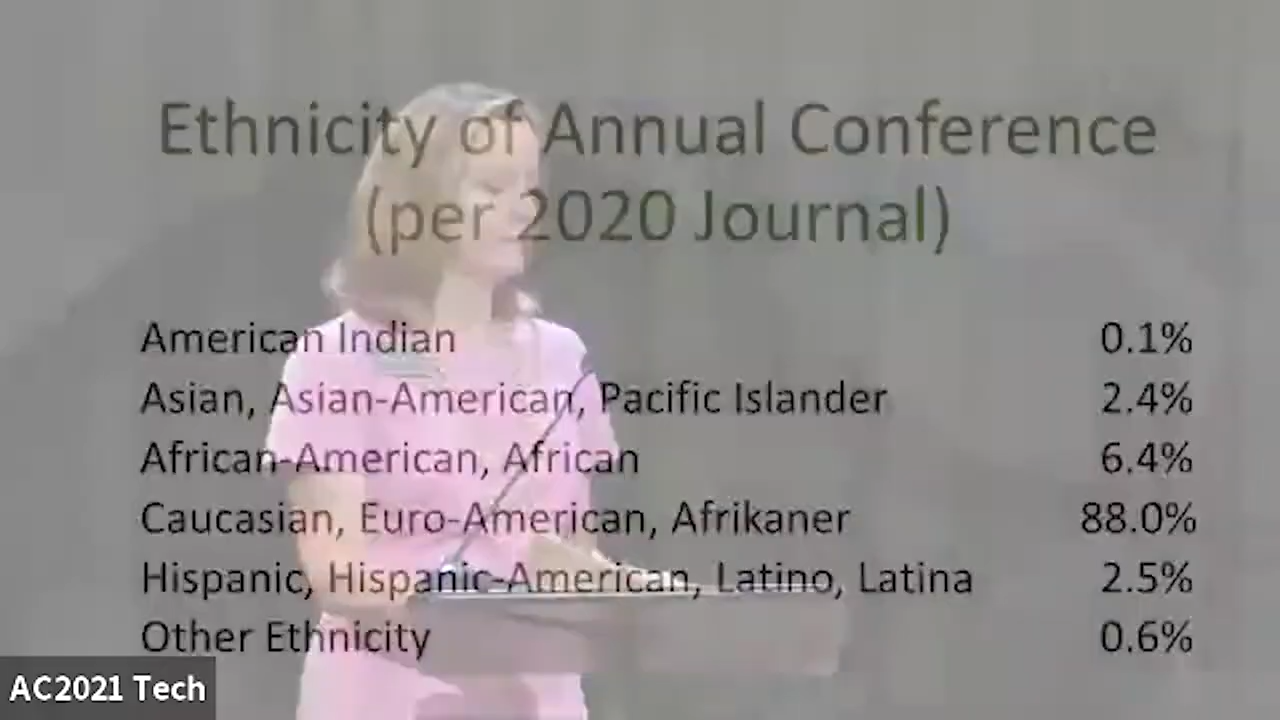 Ethnicity of Annual Conference
(per 2020 Journal)
American Indian 0.1%
Asian, Asian-American, Pacific Islander 2.4%
African-American, African 6.4%
Caucasian, Euro-American, Afrikaner 88.0%
Hispanic, Hispanic-American, Latino, Latina 2.5%
Other Ethnicity 0.6%
AC2021 Tech